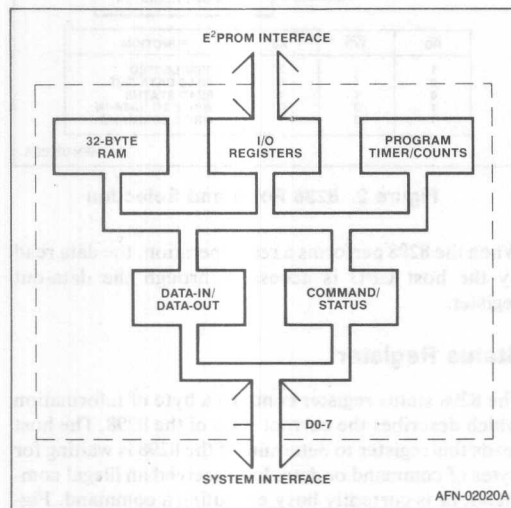 E²PROM INTERFACE
32-BYTE
RAM
I/O
REGISTERS
PROGRAM
TIMER/COUNTS
DATA-IN/
DATA-OUT
COMMAND/
STATUS
D0-7
SYSTEM INTERFACE
AFN-02020A